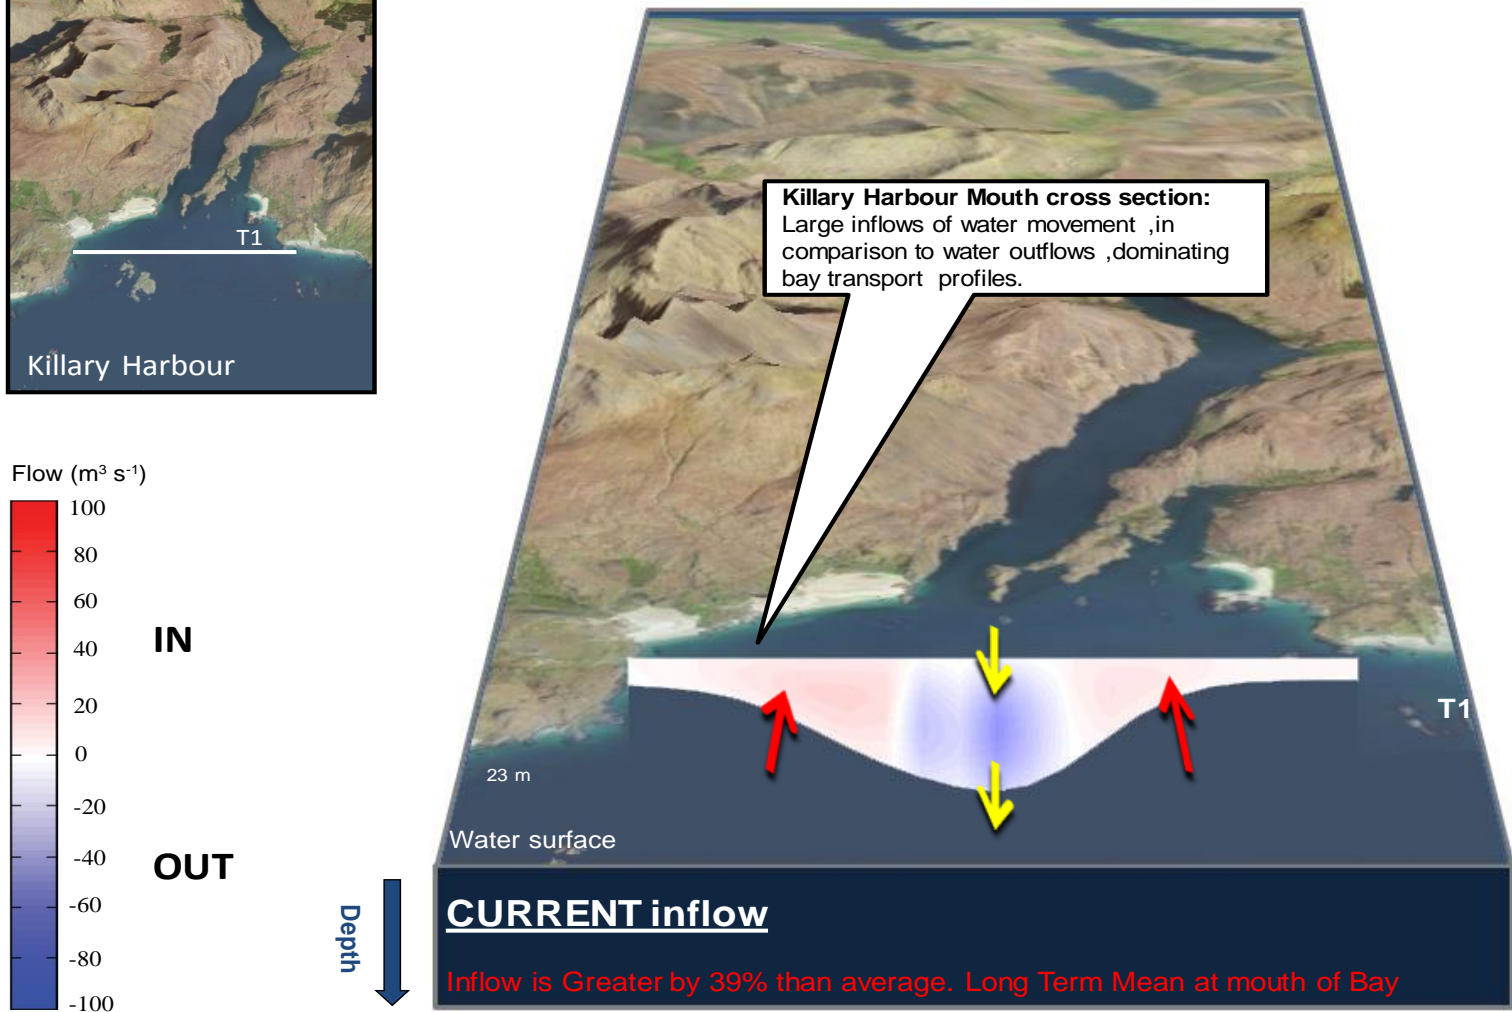 T1
Killary Harbour
Flow (m³ s⁻¹)
100
80
60
40
20
0
-20
-40
-60
-80
-100
IN
OUT
Depth
Killary Harbour Mouth cross section:
Large inflows of water movement ,in
comparison to water outflows ,dominating
bay transport profiles.
T1
23 m
Water surface
CURRENT inflow
Inflow is Greater by 39% than average. Long Term Mean at mouth of Bay